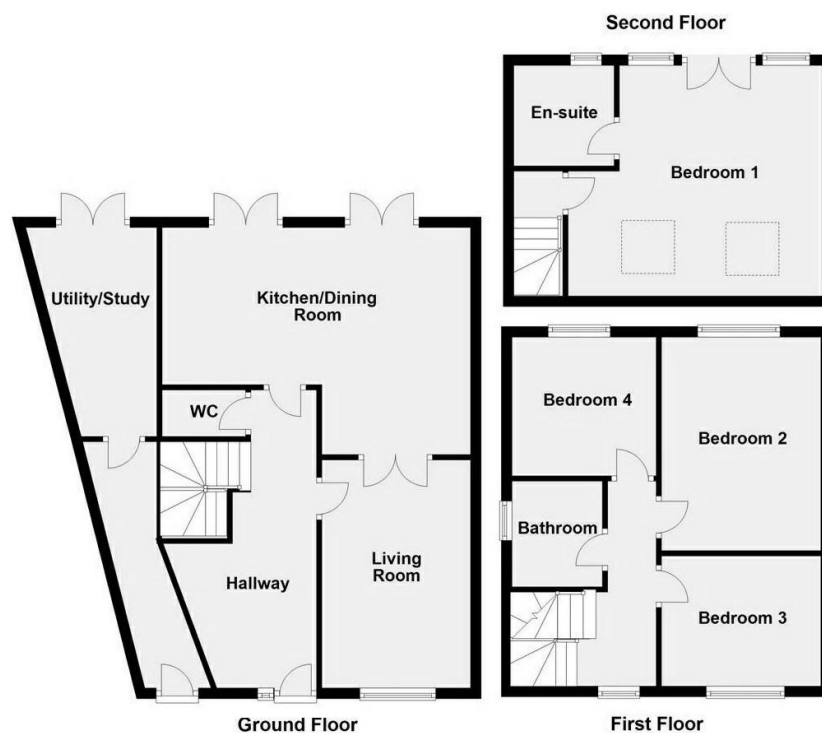 Second Floor
En-suite
Bedroom 1
Utility/Study
Kitchen/Dining
Room
WC
Hallway
Living
Room
Ground Floor
Bedroom 4
Bedroom 2
Bathroom
Bedroom 3
First Floor